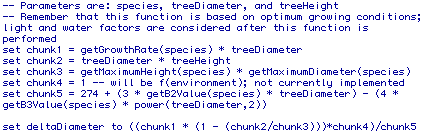 -- Parameters are: species, treeDiameter, and treeHeight
-- Remember that this function is based on optimum growing conditions;
light and water factors are considered after this function is
performed
set chunk1 = getGrowthRate(species) * treeDiameter
set chunk2 = treeDiameter * treeHeight
set chunk3 = getMaximumHeight(species) * getMaximumDiameter(species)
set chunk4 = 1 -- will be f(environment); not currently implemented
set chunk5 = 274 + (3 * getB2Value(species) * treeDiameter) - (4 *
getB3Value(species) * power(treeDiameter,2))
set deltaDiameter to ((chunk1 * (1 - (chunk2/chunk3)))*chunk4)/chunk5